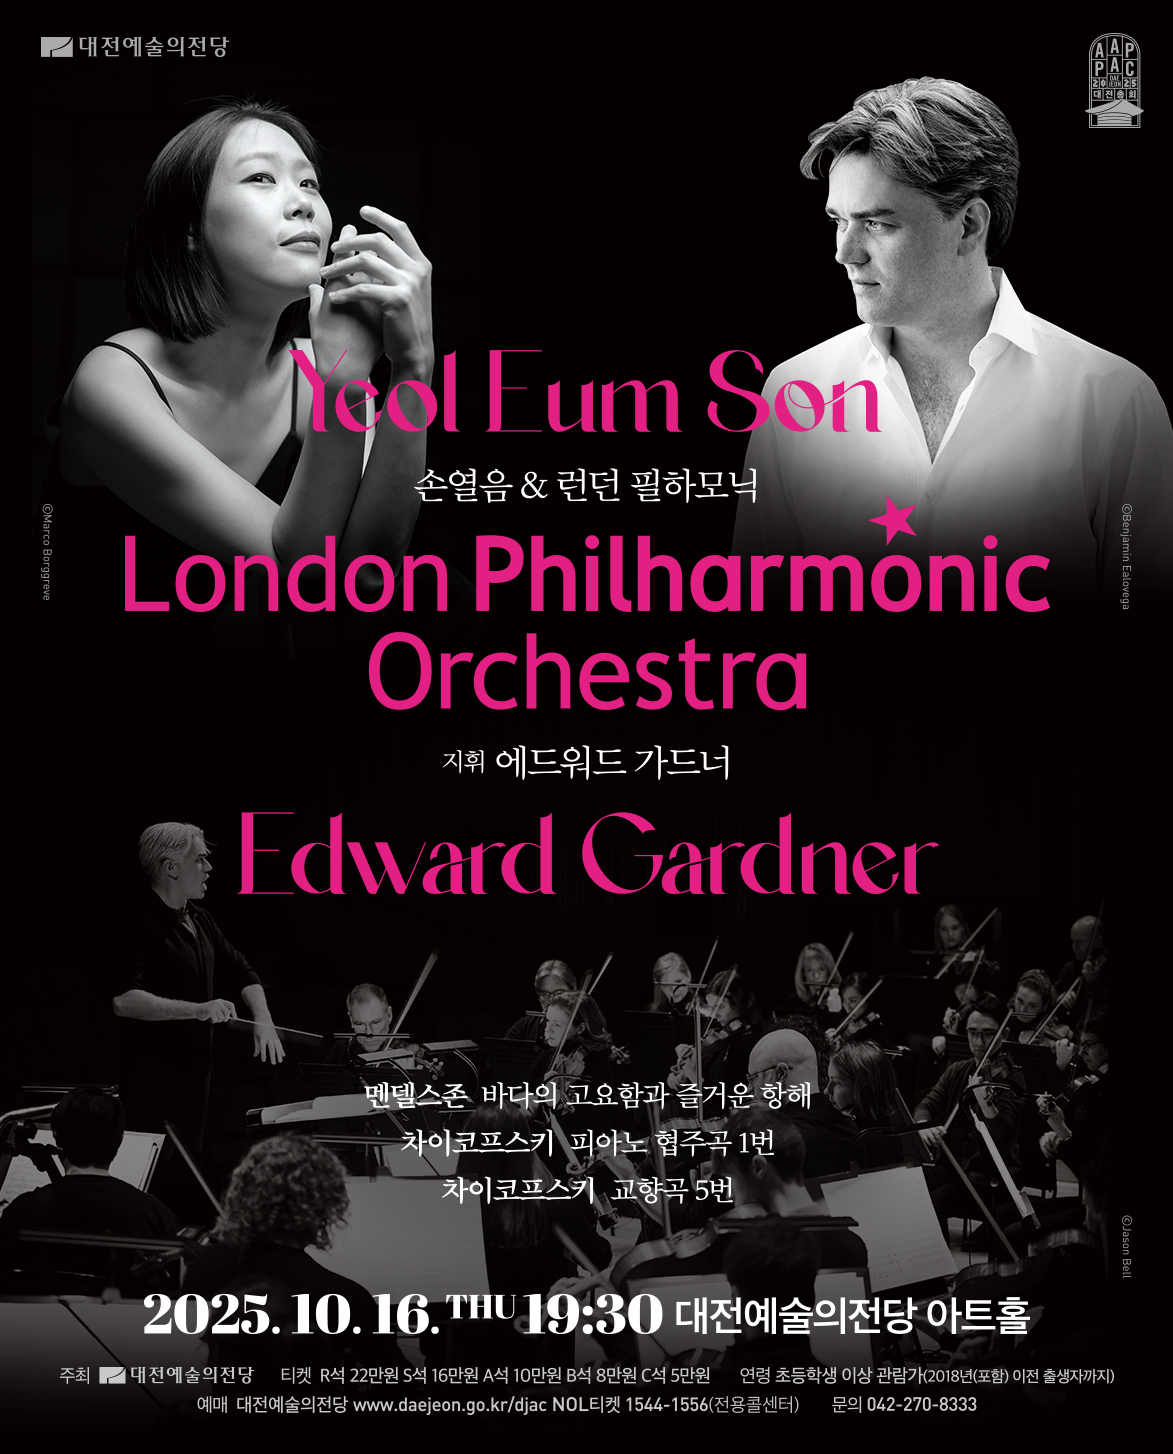 대전예술의전당
AAP
PAC
2025
DAE
JEON
대전총회
Yeol Eum Son
손열음 & 런던 필하모닉
©Marco Borggreve
©Benjamin Ealovega
London Philharmonic
Orchestra
지휘 에드워드 가드너
Edward Gardner
멘델스존 바다의 고요함과 즐거운 항해
차이코프스키 피아노 협주곡 1번
차이코프스키 교향곡 5번
©Jason Bell
2025. 10. 16. THU 19:30 대전예술의전당 아트홀
주최 대전예술의전당 티켓 R석 22만원 S석 16만원 A석 10만원 B석 8만원 C석 5만원 연령 초등학생 이상 관람가(2018년(포함) 이전 출생자까지)
예매 대전예술의전당 www.daejeon.go.kr/djac NOL티켓 1544-1556(전용콜센터) 문의 042-270-8333